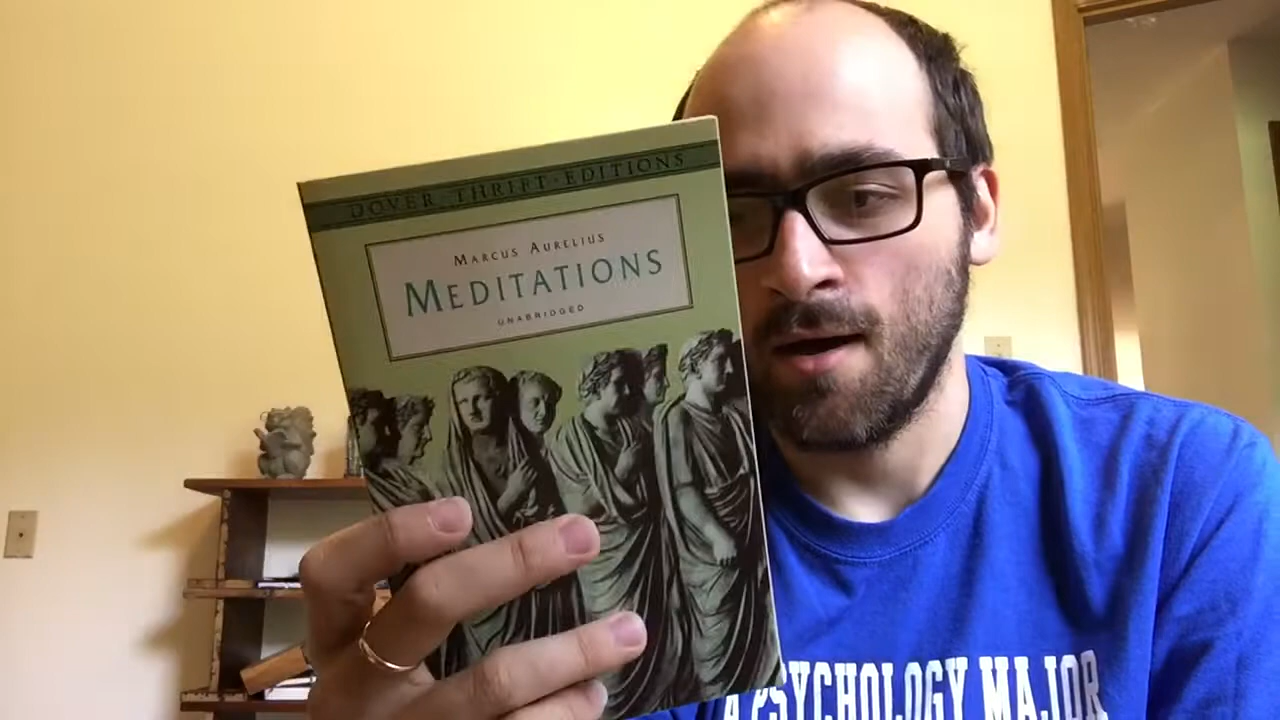 DOVER · THRIFT · EDITIONS
MARCUS AURELIUS
MEDITATIONS
UNABRIDGED
A PSYCHOLOGY MAJOR